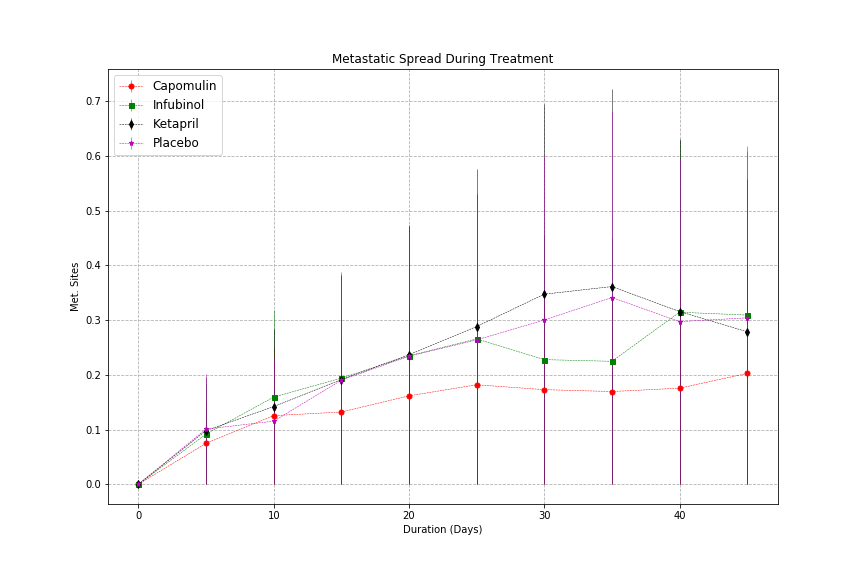 Metastatic Spread During Treatment
Capomulin
Infubinol
Ketapril
Placebo
Met. Sites
0.7
0.6
0.5
0.4
0.3
0.2
0.1
0.0
0 10 20 30 40
Duration (Days)